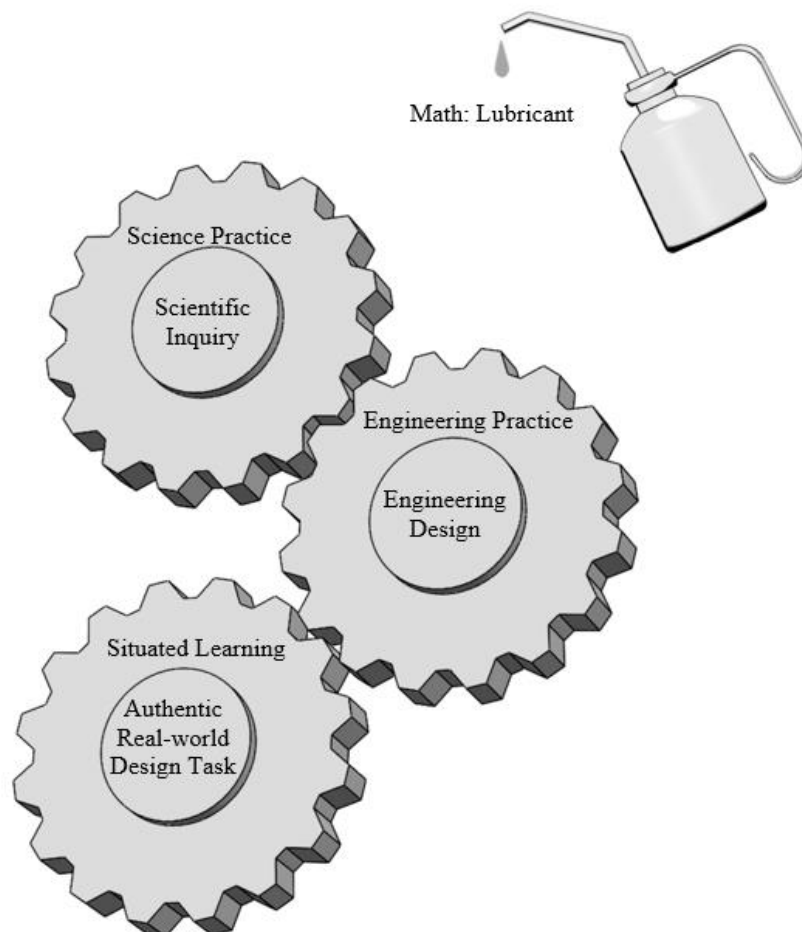 Math: Lubricant
Science Practice
Scientific
Inquiry
Engineering Practice
Engineering
Design
Situated Learning
Authentic
Real-world
Design Task